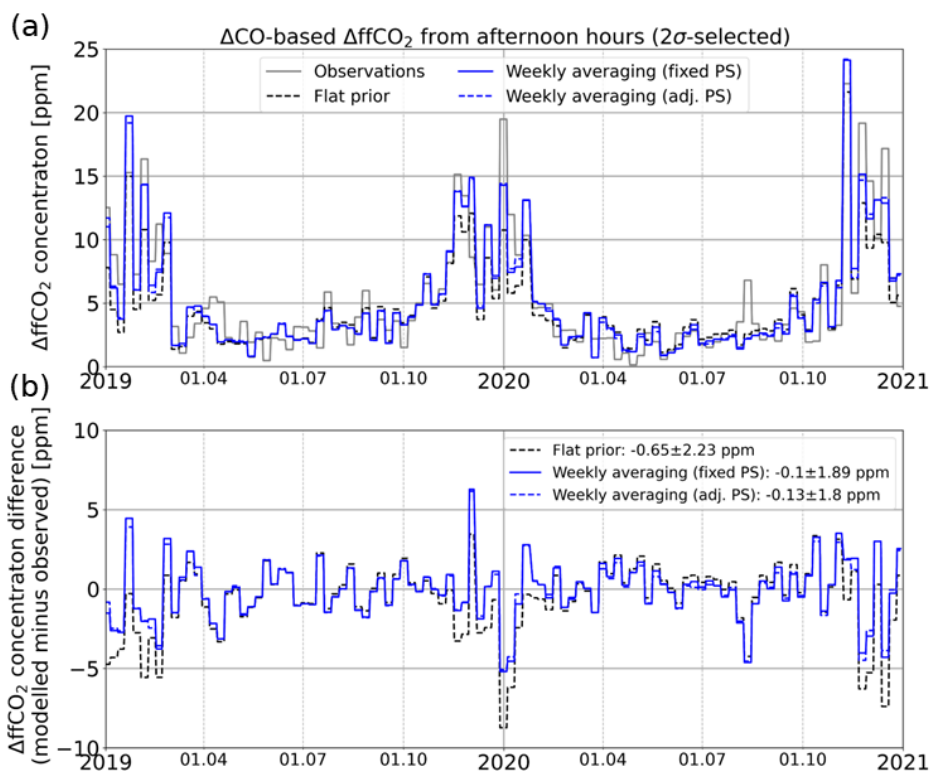 (a)
ΔCO-based ΔffCO₂ from afternoon hours (2σ-selected)
ΔffCO₂ concentraton [ppm]
25
20
15
10
5
0
Observations
Flat prior
Weekly averaging (fixed PS)
Weekly averaging (adj. PS)
2019
01.04
01.07
01.10
2020
01.04
01.07
01.10
2021
(b)
ΔffCO₂ concentraton difference
(modelled minus observed) [ppm]
10
5
0
−5
−10
Flat prior: -0.65±2.23 ppm
Weekly averaging (fixed PS): -0.1±1.89 ppm
Weekly averaging (adj. PS): -0.13±1.8 ppm
2019
01.04
01.07
01.10
2020
01.04
01.07
01.10
2021